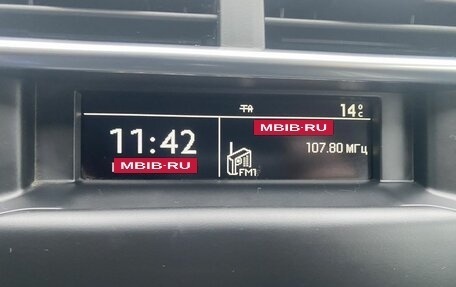 TA 14°C
MBIB-RU
11:42
107.80 МГц
MBIB-RU
FM1